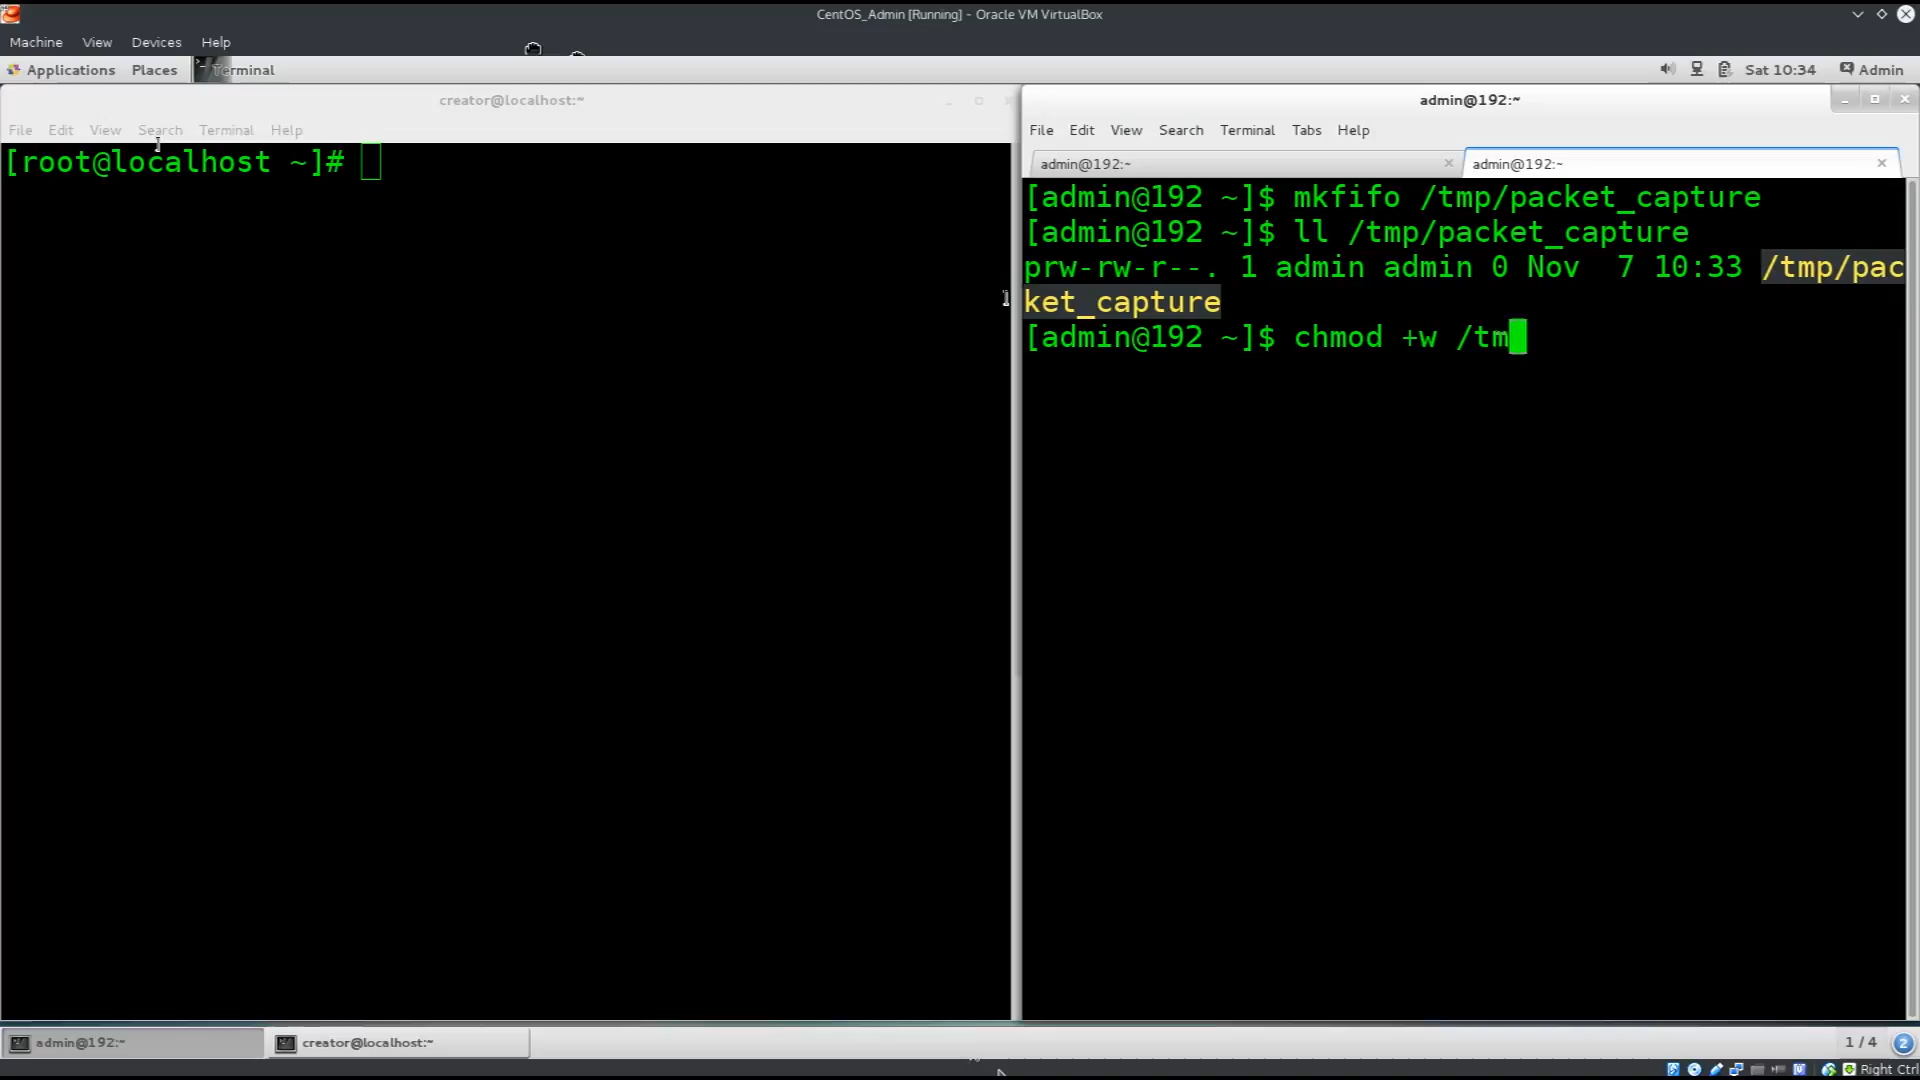 CentOS_Admin [Running] - Oracle VM VirtualBox
Machine View Devices Help
Applications Places Terminal Sat 10:34 Admin
creator@localhost:~
File Edit View Search Terminal Help
[root@localhost ~]#
admin@192:~
File Edit View Search Terminal Tabs Help
admin@192:~ admin@192:~
[admin@192 ~]$ mkfifo /tmp/packet_capture
[admin@192 ~]$ ll /tmp/packet_capture
prw-rw-r--. 1 admin admin 0 Nov  7 10:33 /tmp/pac
ket_capture
[admin@192 ~]$ chmod +w /tm
admin@192:~ creator@localhost:~ 1 / 4 2
Right Ctrl